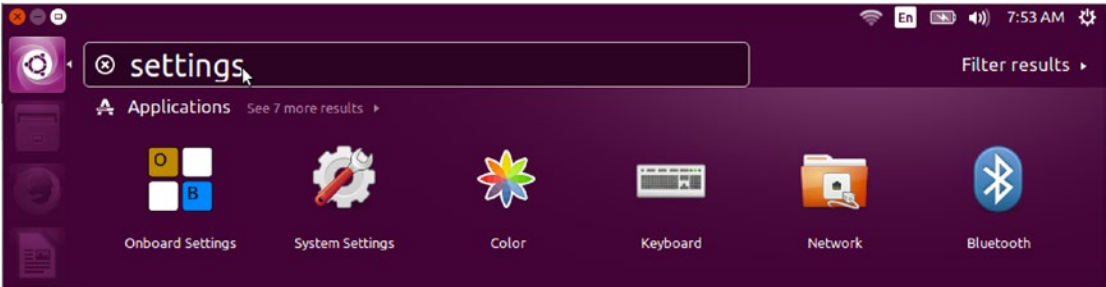 En 7:53 AM
settings
Filter results
Applications See 7 more results
O
B
Onboard Settings System Settings Color Keyboard Network Bluetooth